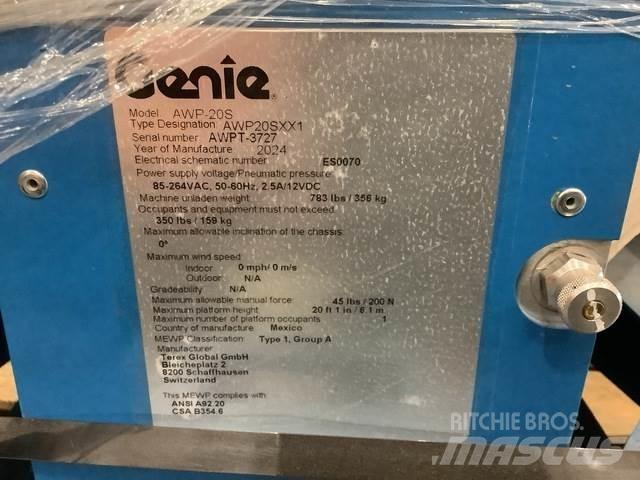 Genie
Model: AWP-20S
Type Designation: AWP20SXX1
Serial number: AWPT-3727
Year of Manufacture: 2024
Electrical schematic number: ES0070
Power supply voltage/Pneumatic pressure:
85-264VAC, 50-60Hz, 2.5A/12VDC
Machine unladen weight: 783 lbs / 356 kg
Occupants and equipment must not exceed:
350 lbs / 159 kg
Maximum allowable inclination of the chassis:
0°
Maximum wind speed:
Indoor: 0 mph/ 0 m/s
Outdoor: N/A
Gradeability: N/A
Maximum allowable manual force: 45 lbs / 200 N
Maximum platform height: 20 ft 1 in / 6.1 m
Maximum number of platform occupants: 1
Country of manufacture: Mexico
MEWP Classification: Type 1, Group A
Manufacturer:
Terex Global GmbH
Bleicheplatz 2
8200 Schaffhausen
Switzerland
This MEWP complies with:
ANSI A92.20
CSA B354.6
RITCHIE BROS.
MASCUS